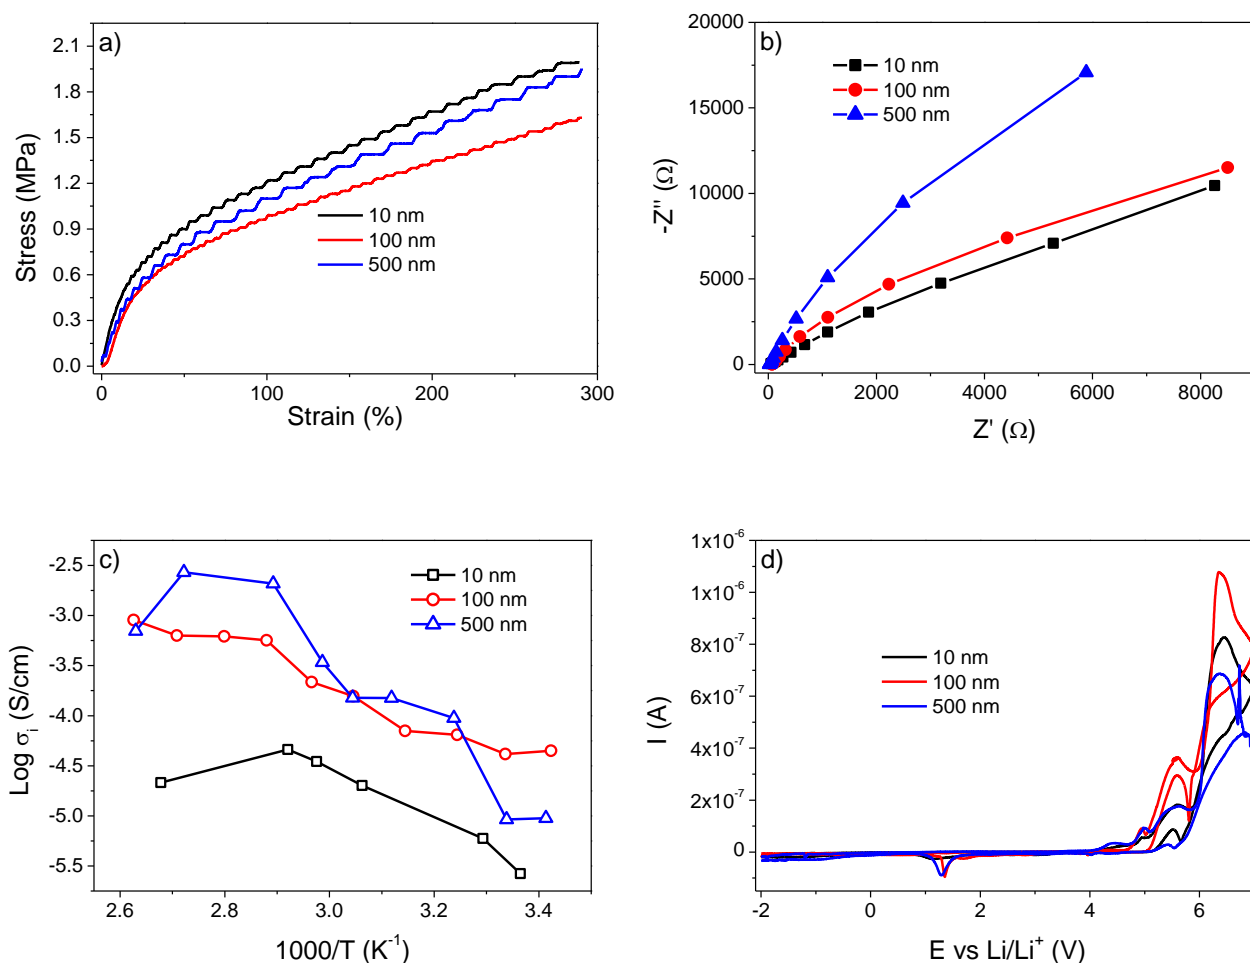 a)
2.1
1.8
1.5
1.2
0.9
0.6
0.3
0.0
Stress (MPa)
10 nm
100 nm
500 nm
0
100
200
300
Strain (%)
b)
20000
15000
10000
5000
0
-Z'' (Ω)
10 nm
100 nm
500 nm
0
2000
4000
6000
8000
Z' (Ω)
c)
-2.5
-3.0
-3.5
-4.0
-4.5
-5.0
-5.5
Log σi (S/cm)
10 nm
100 nm
500 nm
2.6
2.8
3.0
3.2
3.4
1000/T (K-1)
d)
1x10-6
1x10-6
8x10-7
6x10-7
4x10-7
2x10-7
0
I (A)
10 nm
100 nm
500 nm
-2
0
2
4
6
E vs Li/Li+ (V)